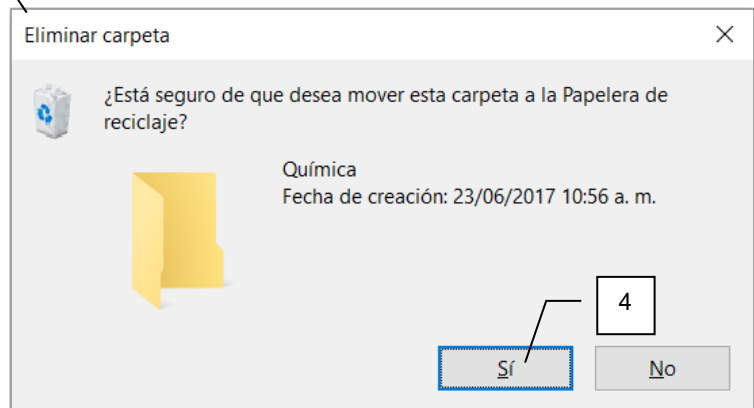 Eliminar carpeta
¿Está seguro de que desea mover esta carpeta a la Papelera de
reciclaje?
Química
Fecha de creación: 23/06/2017 10:56 a. m.
4
Sí
No